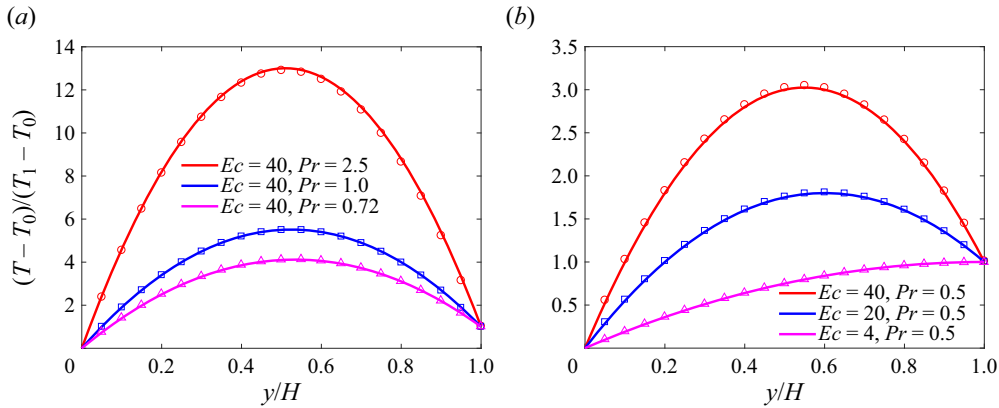 (a)
(T – T0)/(T1 – T0)
14
12
10
8
6
4
2
0
0.2
0.4
0.6
0.8
1.0
y/H
Ec = 40, Pr = 2.5
Ec = 40, Pr = 1.0
Ec = 40, Pr = 0.72
(b)
3.5
3.0
2.5
2.0
1.5
1.0
0.5
0
0.2
0.4
0.6
0.8
1.0
y/H
Ec = 40, Pr = 0.5
Ec = 20, Pr = 0.5
Ec = 4, Pr = 0.5